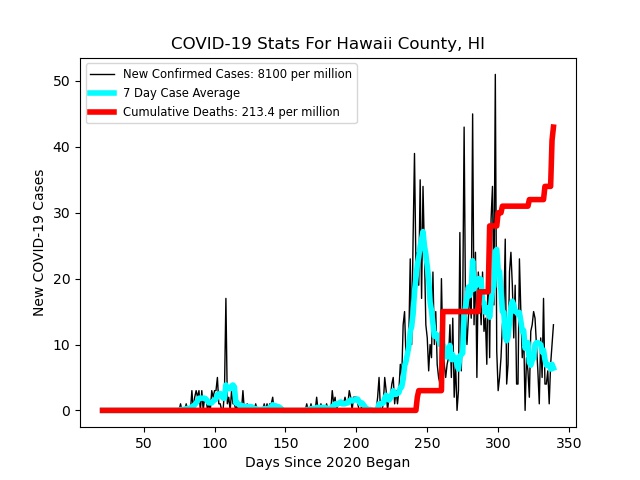 COVID-19 Stats For Hawaii County, HI
New Confirmed Cases: 8100 per million
7 Day Case Average
Cumulative Deaths: 213.4 per million
New COVID-19 Cases
50
40
30
20
10
0
50 100 150 200 250 300 350
Days Since 2020 Began